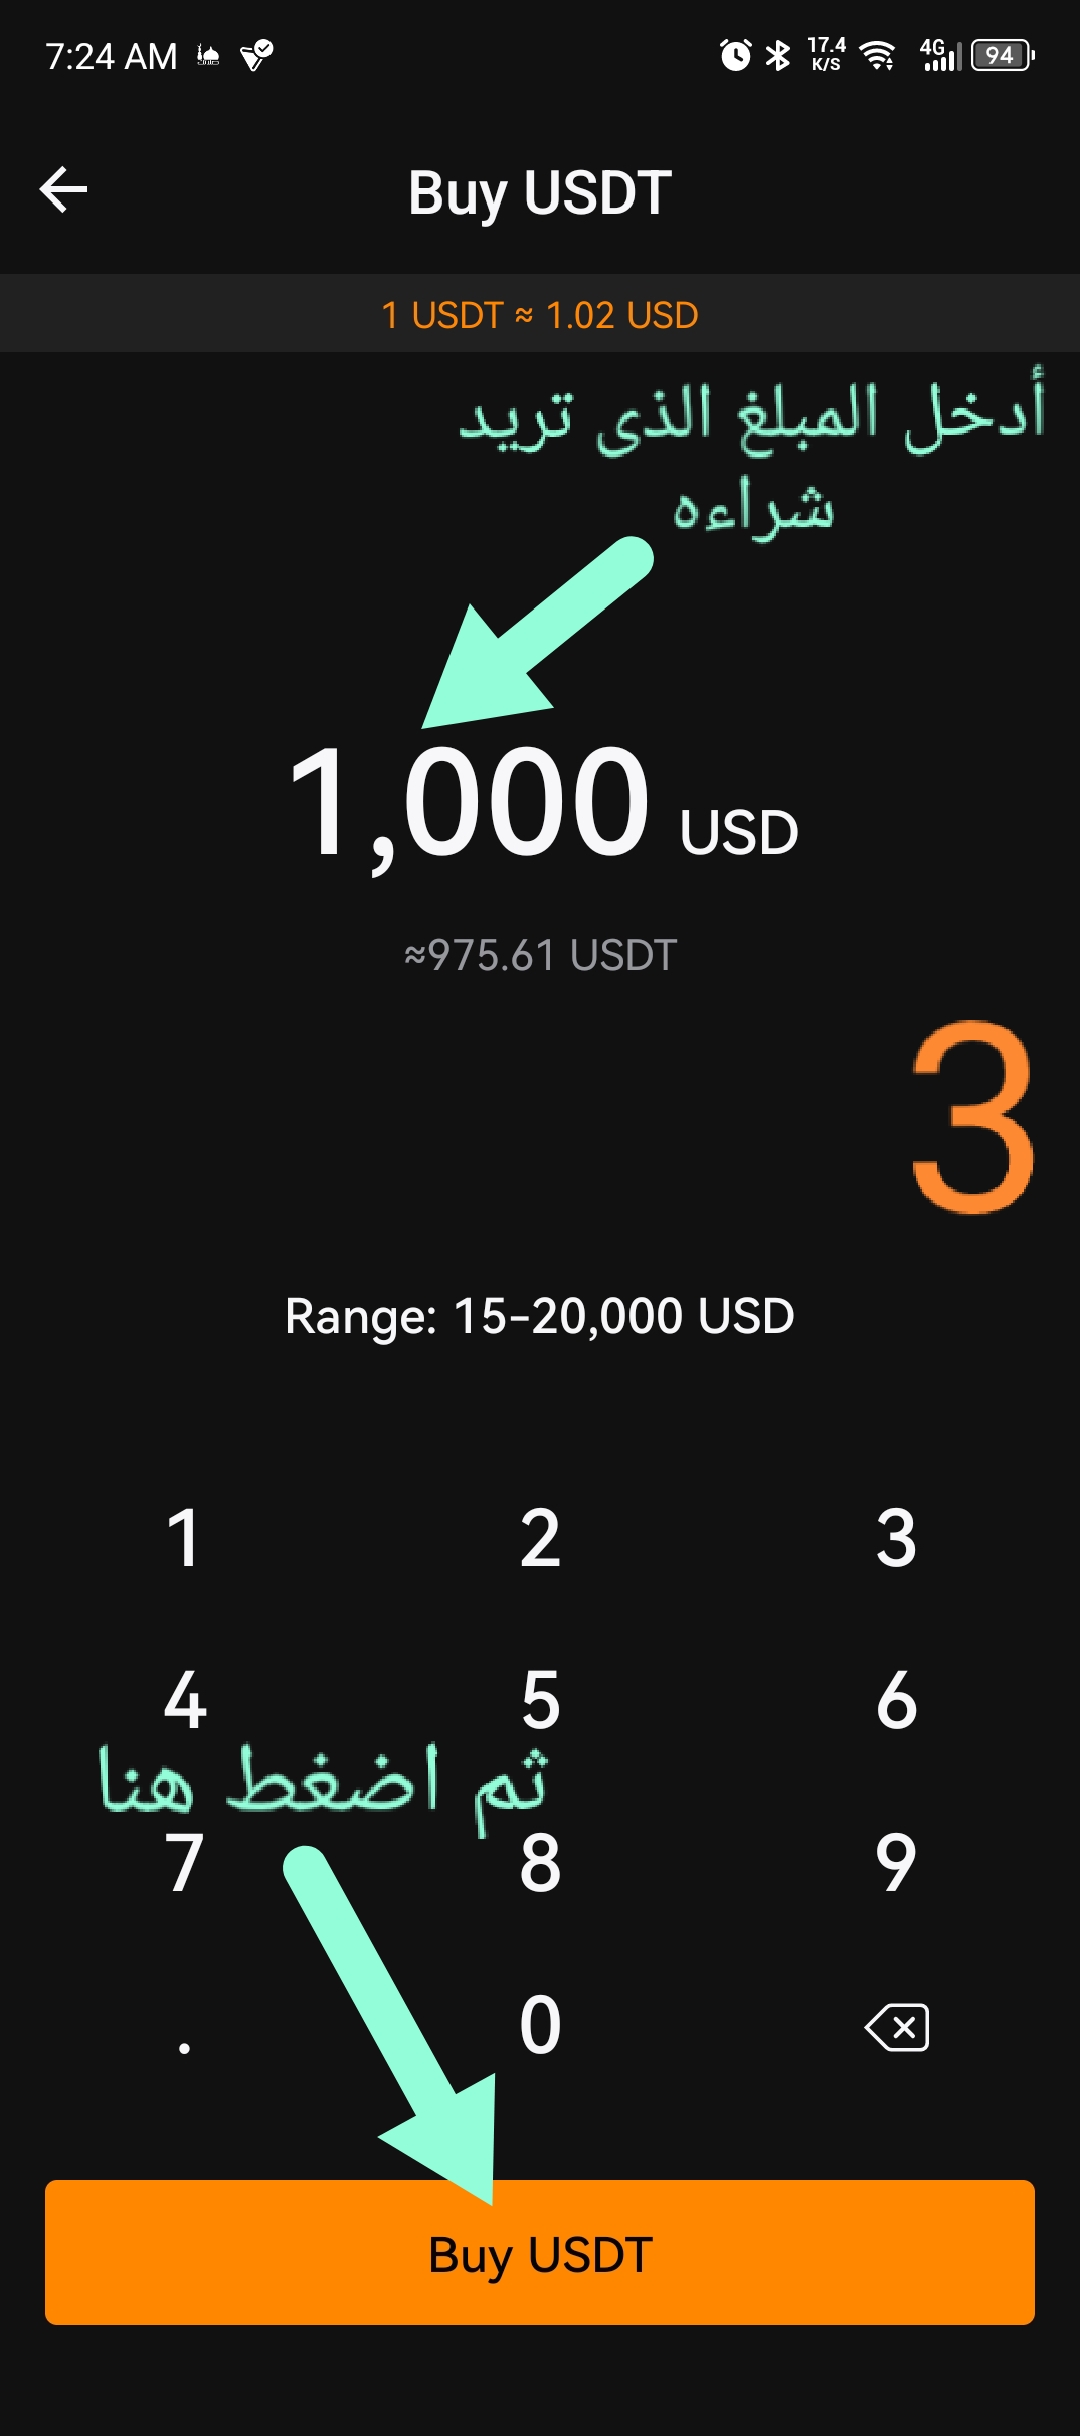 7:24 AM
17.4 K/S 4G 94
Buy USDT
1 USDT ≈ 1.02 USD
أدخل المبلغ الذى تريد
شراءه
1,000 USD
≈975.61 USDT
3
Range: 15-20,000 USD
1 2 3
4 5 6
ثم اضغط هنا
7 8 9
. 0
Buy USDT